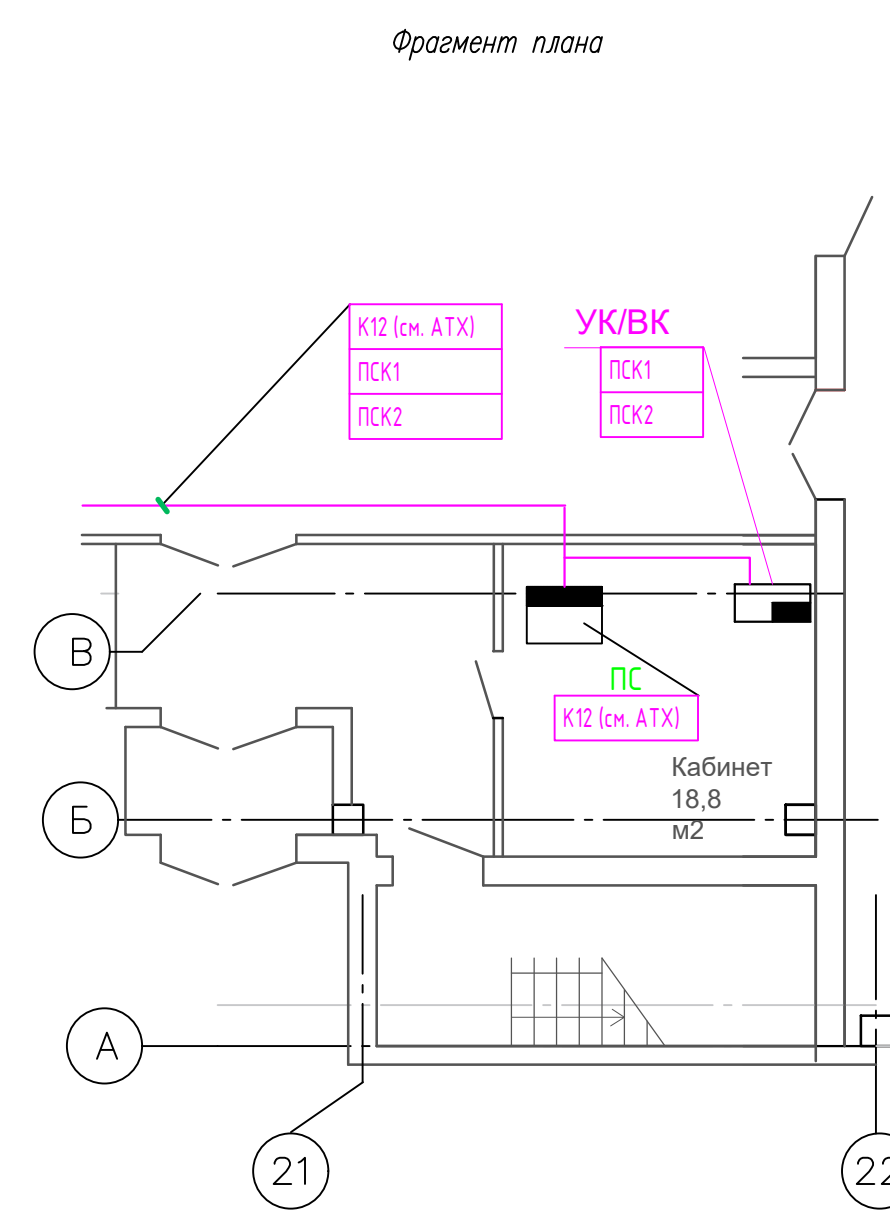 Фрагмент плана
К12 (см. АТХ)
ПСК1
ПСК2
УК/ВК
ПСК1
ПСК2
В
ПС
К12 (см. АТХ)
Кабинет
18,8
м2
Б
А
21
22